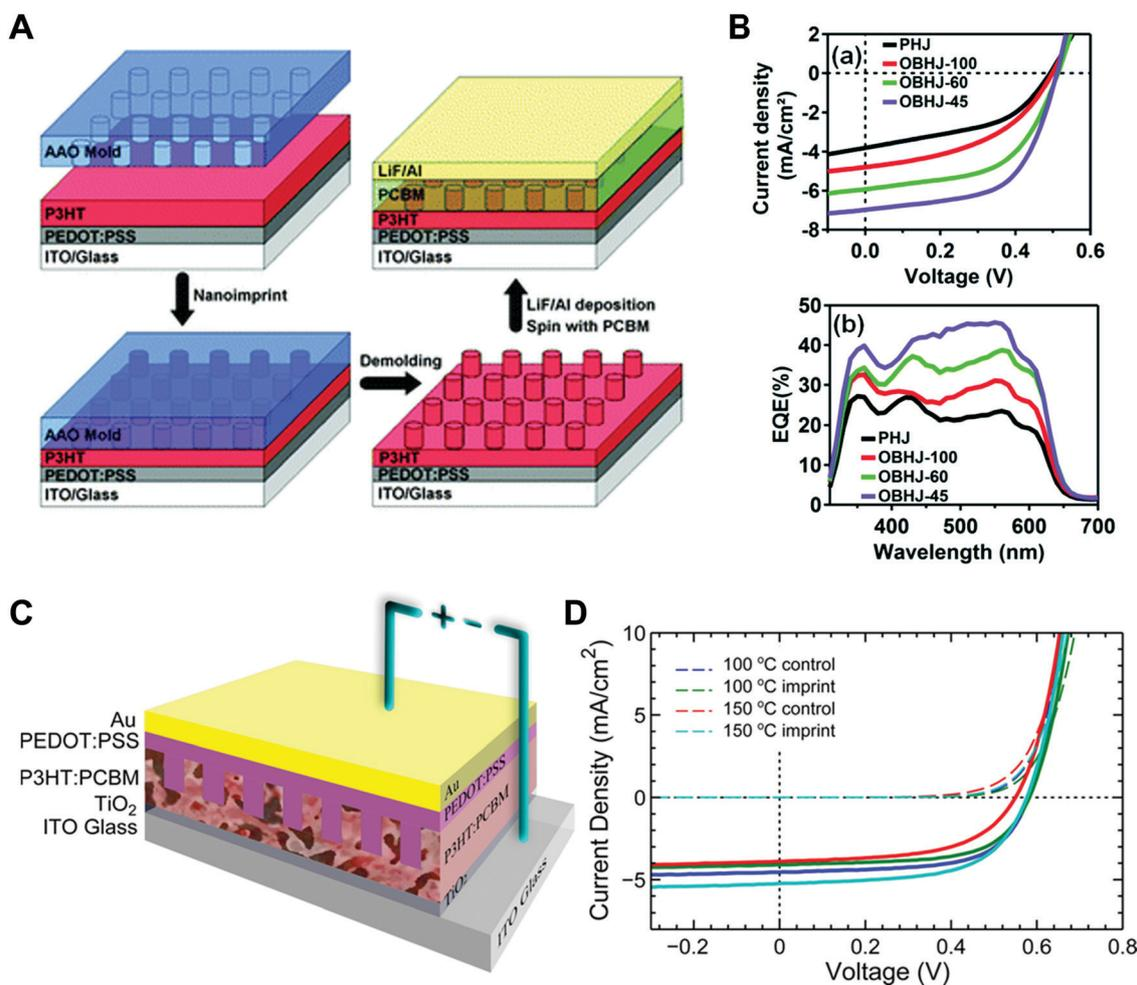 A
AAO Mold
P3HT
PEDOT:PSS
ITO/Glass
Nanoimprint
AAO Mold
P3HT
PEDOT:PSS
ITO/Glass
Demolding
P3HT
PEDOT:PSS
ITO/Glass
LiF/Al deposition
Spin with PCBM
LiF/Al
PCBM
P3HT
PEDOT:PSS
ITO/Glass
B
(a)
PHJ
OBHJ-100
OBHJ-60
OBHJ-45
Current density
(mA/cm²)
2
0
-2
-4
-6
-8
0.0 0.2 0.4 0.6
Voltage (V)
(b)
PHJ
OBHJ-100
OBHJ-60
OBHJ-45
EQE(%)
50
40
30
20
10
0
400 500 600 700
Wavelength (nm)
C
Au
PEDOT:PSS
P3HT:PCBM
TiO₂
ITO Glass
+ -
Au
PEDOT:PSS
P3HT:PCBM
TiO₂
ITO Glass
D
100 °C control
100 °C imprint
150 °C control
150 °C imprint
Current Density (mA/cm²)
10
5
0
−5
−0.2 0 0.2 0.4 0.6 0.8
Voltage (V)